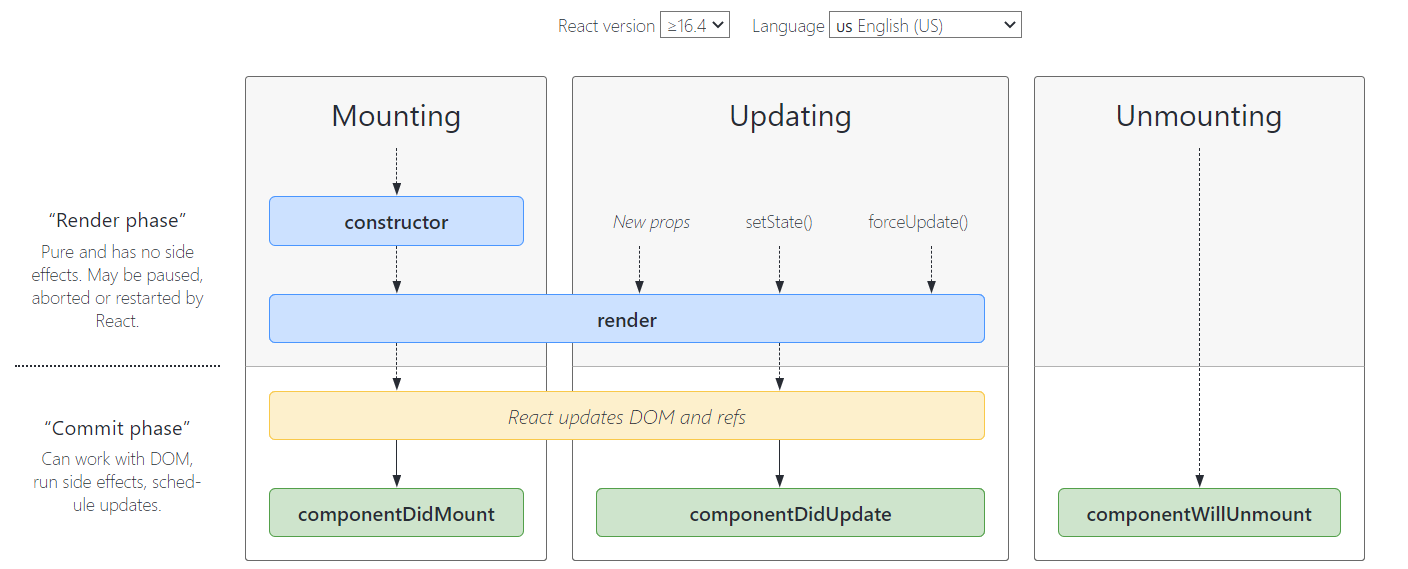 React version ≥16.4 Language us English (US)
Mounting
Updating
Unmounting
“Render phase”
Pure and has no side
effects. May be paused,
aborted or restarted by
React.
constructor
New props
setState()
forceUpdate()
render
“Commit phase”
Can work with DOM,
run side effects, sched-
ule updates.
React updates DOM and refs
componentDidMount
componentDidUpdate
componentWillUnmount